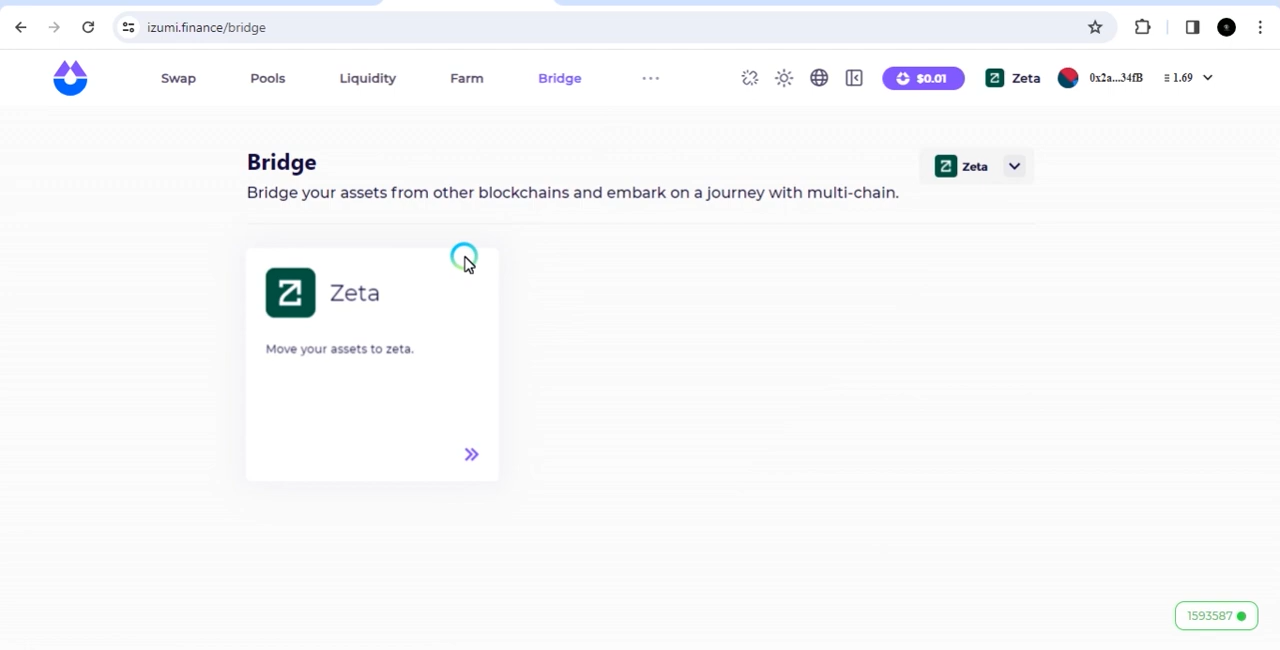 izumi.finance/bridge
Swap Pools Liquidity Farm Bridge ··· $0.01 Zeta 0x2a...34fB Ξ 1.69
Bridge
Zeta
Bridge your assets from other blockchains and embark on a journey with multi-chain.
Zeta
Move your assets to zeta.
1593587